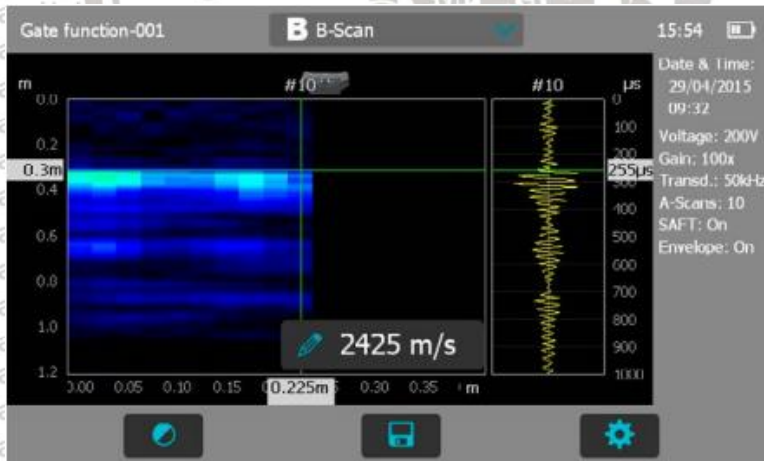 Gate function-001
B B-Scan
15:54
Date & Time:
29/04/2015
09:32
Voltage: 200V
Gain: 100x
Transd.: 50kHz
A-Scans: 10
SAFT: On
Envelope: On
m
#10
#10
µs
0.0
0.2
0.3m
0.4
0.6
0.8
1.0
1.2
0
100
200
255µs
400
500
600
700
800
900
1000
2425 m/s
0.00
0.05
0.10
0.15
0.225m
0.30
0.35
m